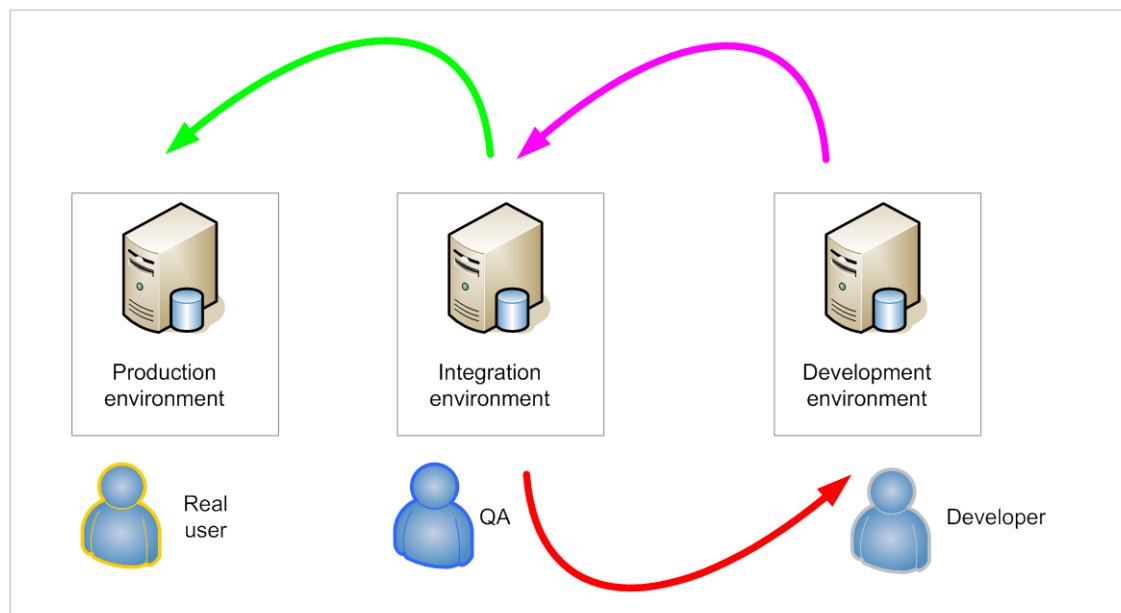 Production
environment
Integration
environment
Development
environment
Real
user
QA
Developer